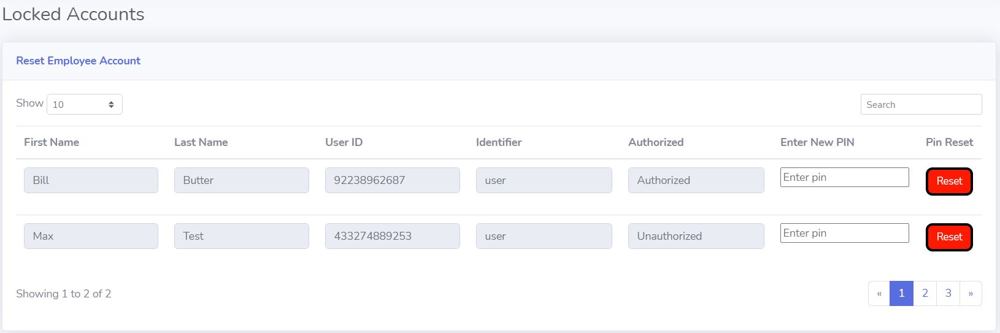 Locked Accounts
Reset Employee Account
Show 10 Search
First Name Last Name User ID Identifier Authorized Enter New PIN Pin Reset
Bill Butter 92238962687 user Authorized Enter pin Reset
Max Test 433274889253 user Unauthorized Enter pin Reset
Showing 1 to 2 of 2 « 1 2 3 »